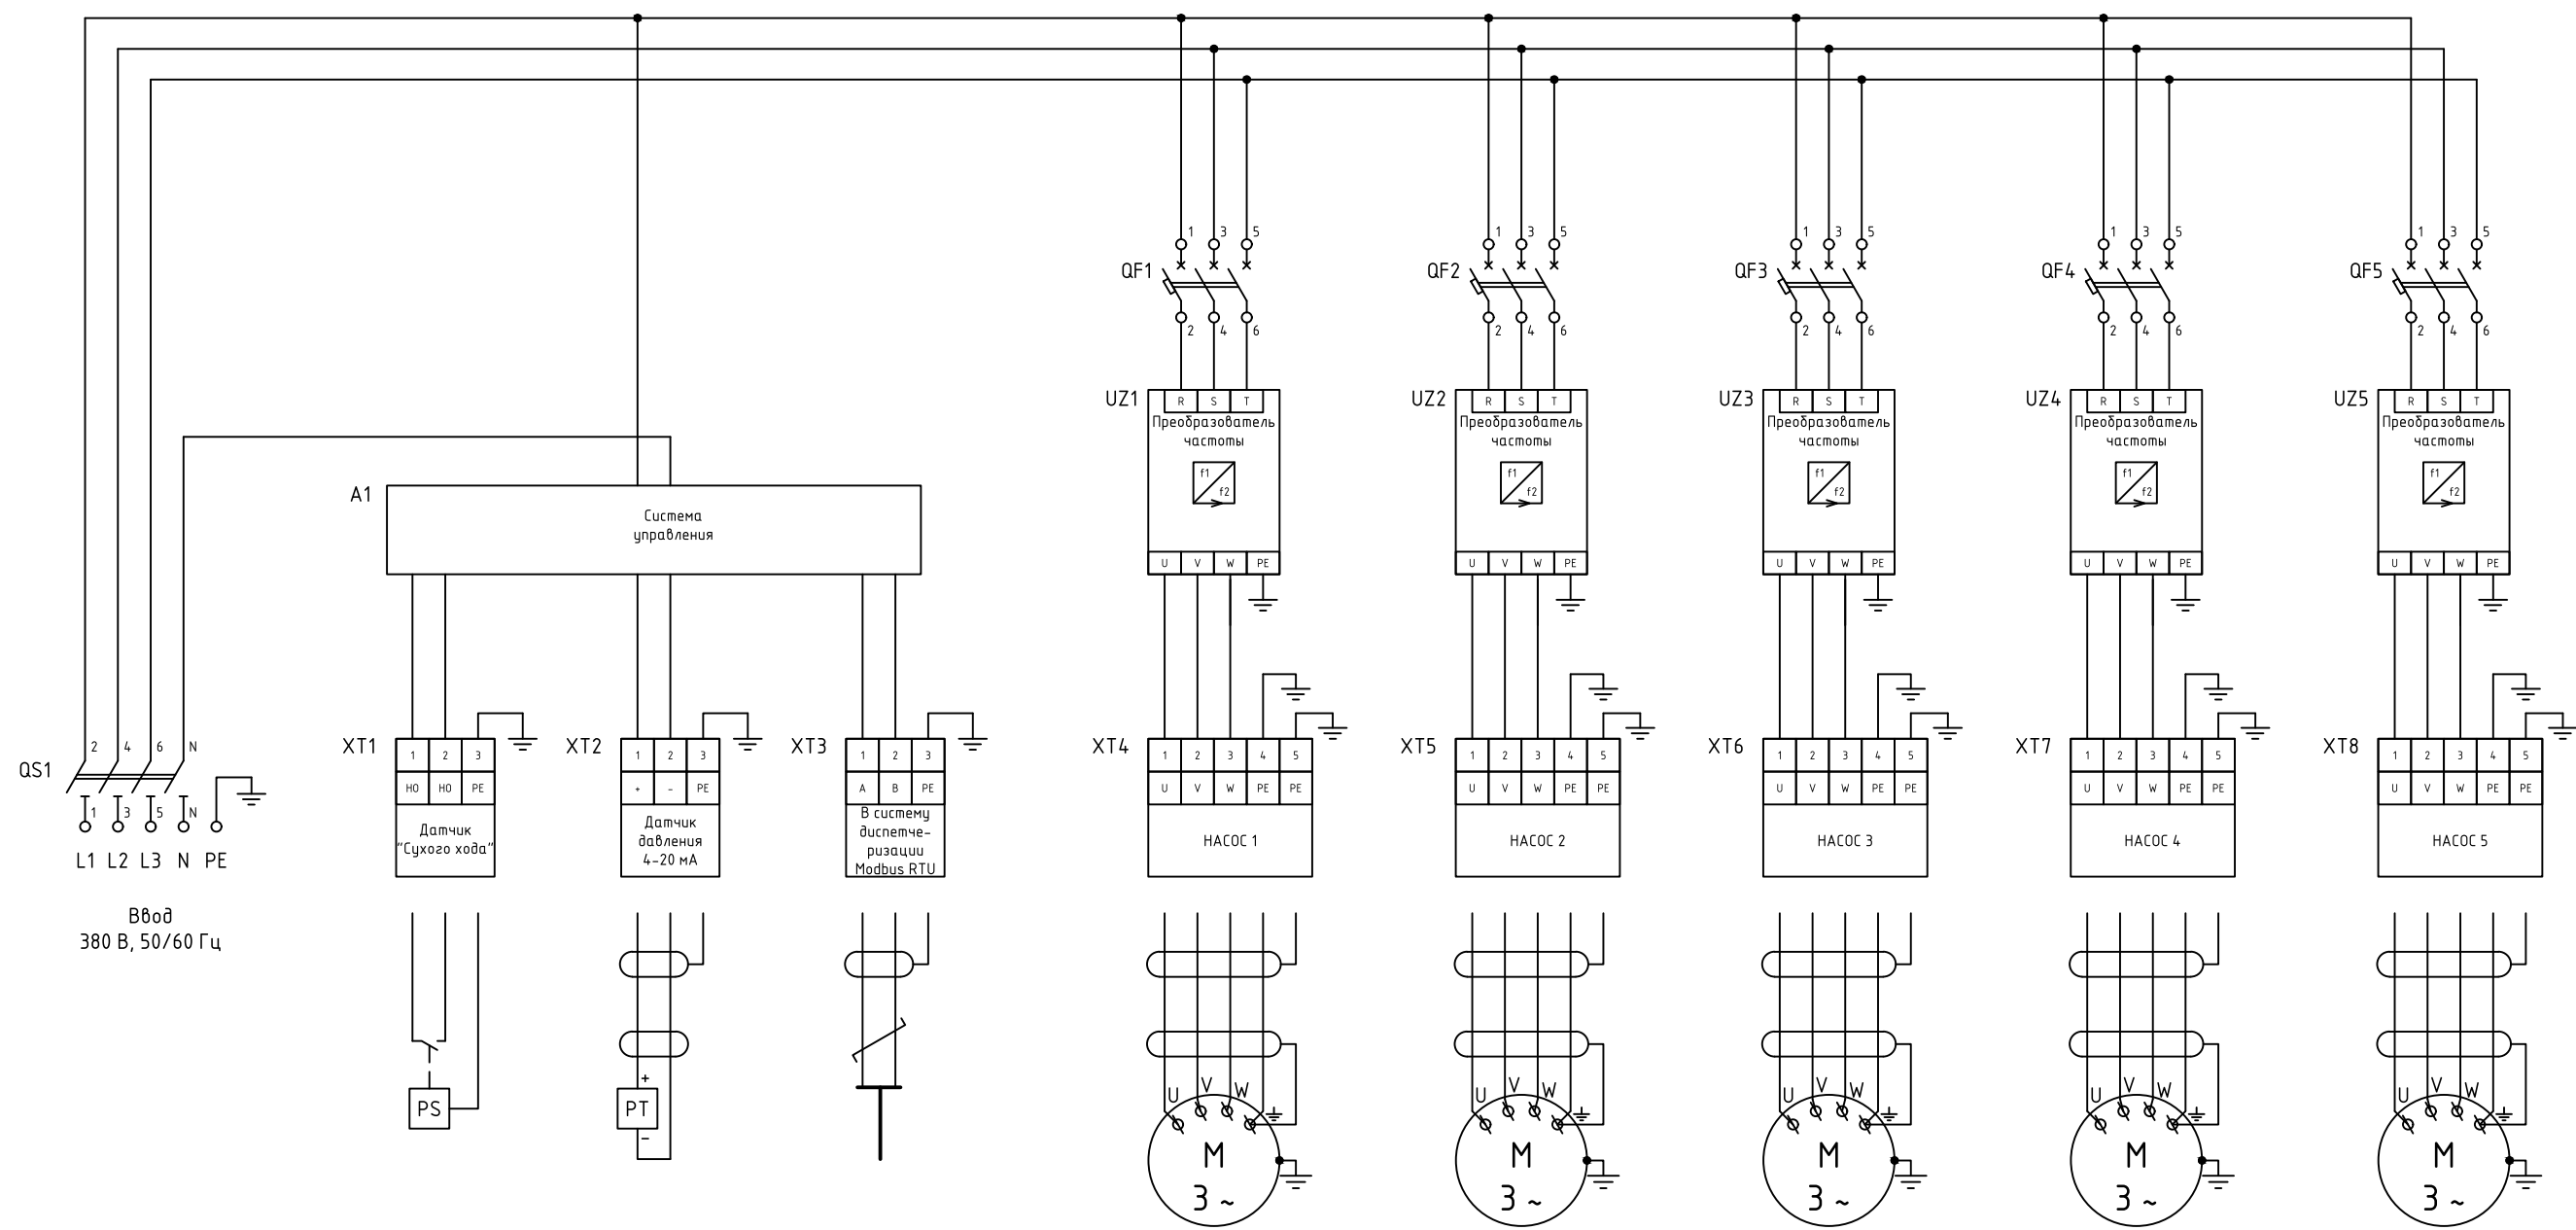 1 3 5 1 3 5 1 3 5 1 3 5 1 3 5
QF1 QF2 QF3 QF4 QF5
2 4 6 2 4 6 2 4 6 2 4 6 2 4 6
UZ1 UZ2 UZ3 UZ4 UZ5
R S T R S T R S T R S T R S T
Преобразователь Преобразователь Преобразователь Преобразователь Преобразователь
частоты частоты частоты частоты частоты
f1 f1 f1 f1 f1
f2 f2 f2 f2 f2
A1
Система
управления
U V W PE U V W PE U V W PE U V W PE U V W PE
2 4 6 N
QS1
1 3 5 N
L1 L2 L3 N PE
Ввод
380 В, 50/60 Гц
XT1
1 2 3
НО НО PE
Датчик
"Сухого хода"
XT2
1 2 3
+ - PE
Датчик
давления
4-20 мА
XT3
1 2 3
A B PE
В систему
диспетче-
ризации
Modbus RTU
XT4
1 2 3 4 5
U V W PE PE
НАСОС 1
XT5
1 2 3 4 5
U V W PE PE
НАСОС 2
XT6
1 2 3 4 5
U V W PE PE
НАСОС 3
XT7
1 2 3 4 5
U V W PE PE
НАСОС 4
XT8
1 2 3 4 5
U V W PE PE
НАСОС 5
PS
+
PT
-
U V W
M
3 ~
U V W
M
3 ~
U V W
M
3 ~
U V W
M
3 ~
U V W
M
3 ~